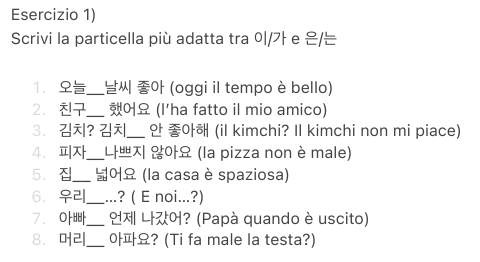 Esercizio 1)
Scrivi la particella più adatta tra 이/가 e 은/는
1. 오늘__날씨 좋아 (oggi il tempo è bello)
2. 친구__ 했어요 (l’ha fatto il mio amico)
3. 김치? 김치__ 안 좋아해 (il kimchi? Il kimchi non mi piace)
4. 피자__나쁘지 않아요 (la pizza non è male)
5. 집__ 넓어요 (la casa è spaziosa)
6. 우리__...? ( E noi...?)
7. 아빠__ 언제 나갔어? (Papà quando è uscito)
8. 머리__ 아파요? (Ti fa male la testa?)